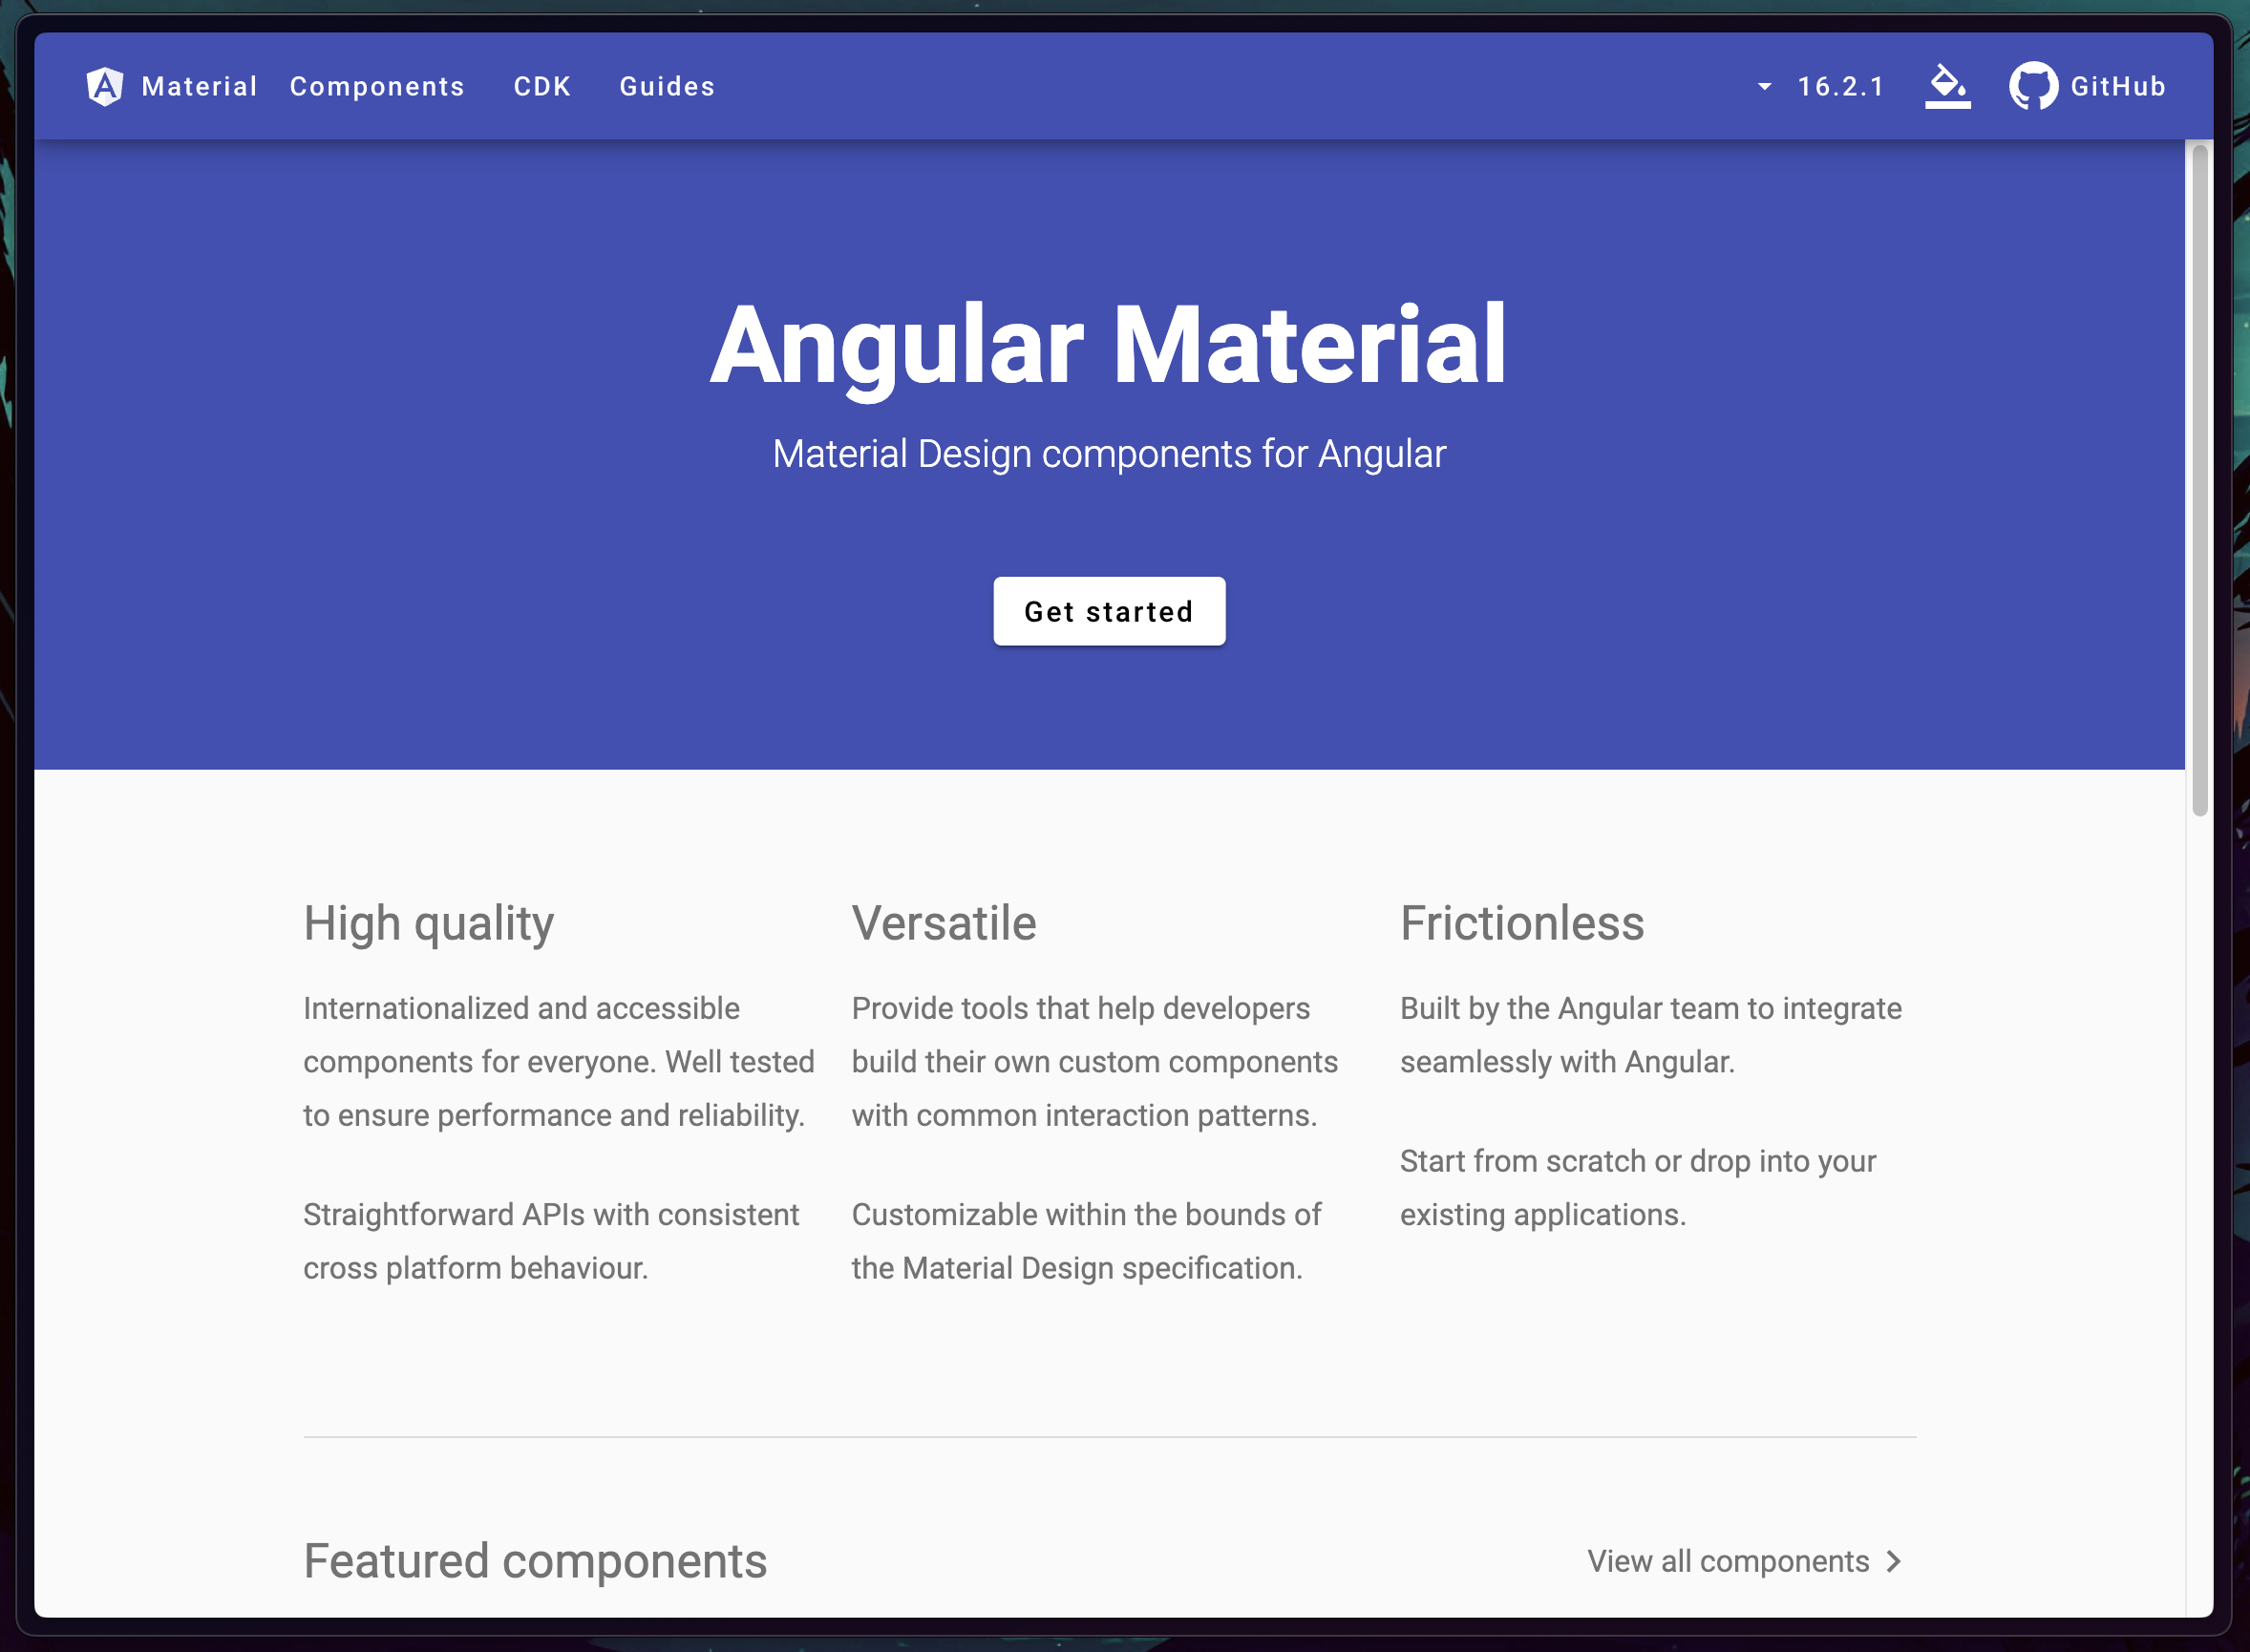 Material Components CDK Guides 16.2.1 GitHub
Angular Material
Material Design components for Angular
Get started
High quality
Internationalized and accessible
components for everyone. Well tested
to ensure performance and reliability.
Straightforward APIs with consistent
cross platform behaviour.
Versatile
Provide tools that help developers
build their own custom components
with common interaction patterns.
Customizable within the bounds of
the Material Design specification.
Frictionless
Built by the Angular team to integrate
seamlessly with Angular.
Start from scratch or drop into your
existing applications.
Featured components
View all components